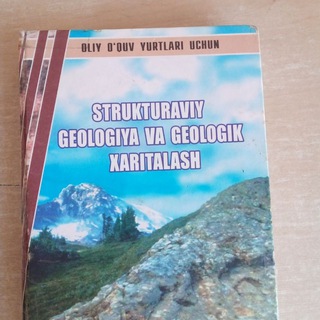 OLIY O'QUV YURTLARI UCHUN
STRUKTURAVIY
GEOLOGIYA VA GEOLOGIK
XARITALASH